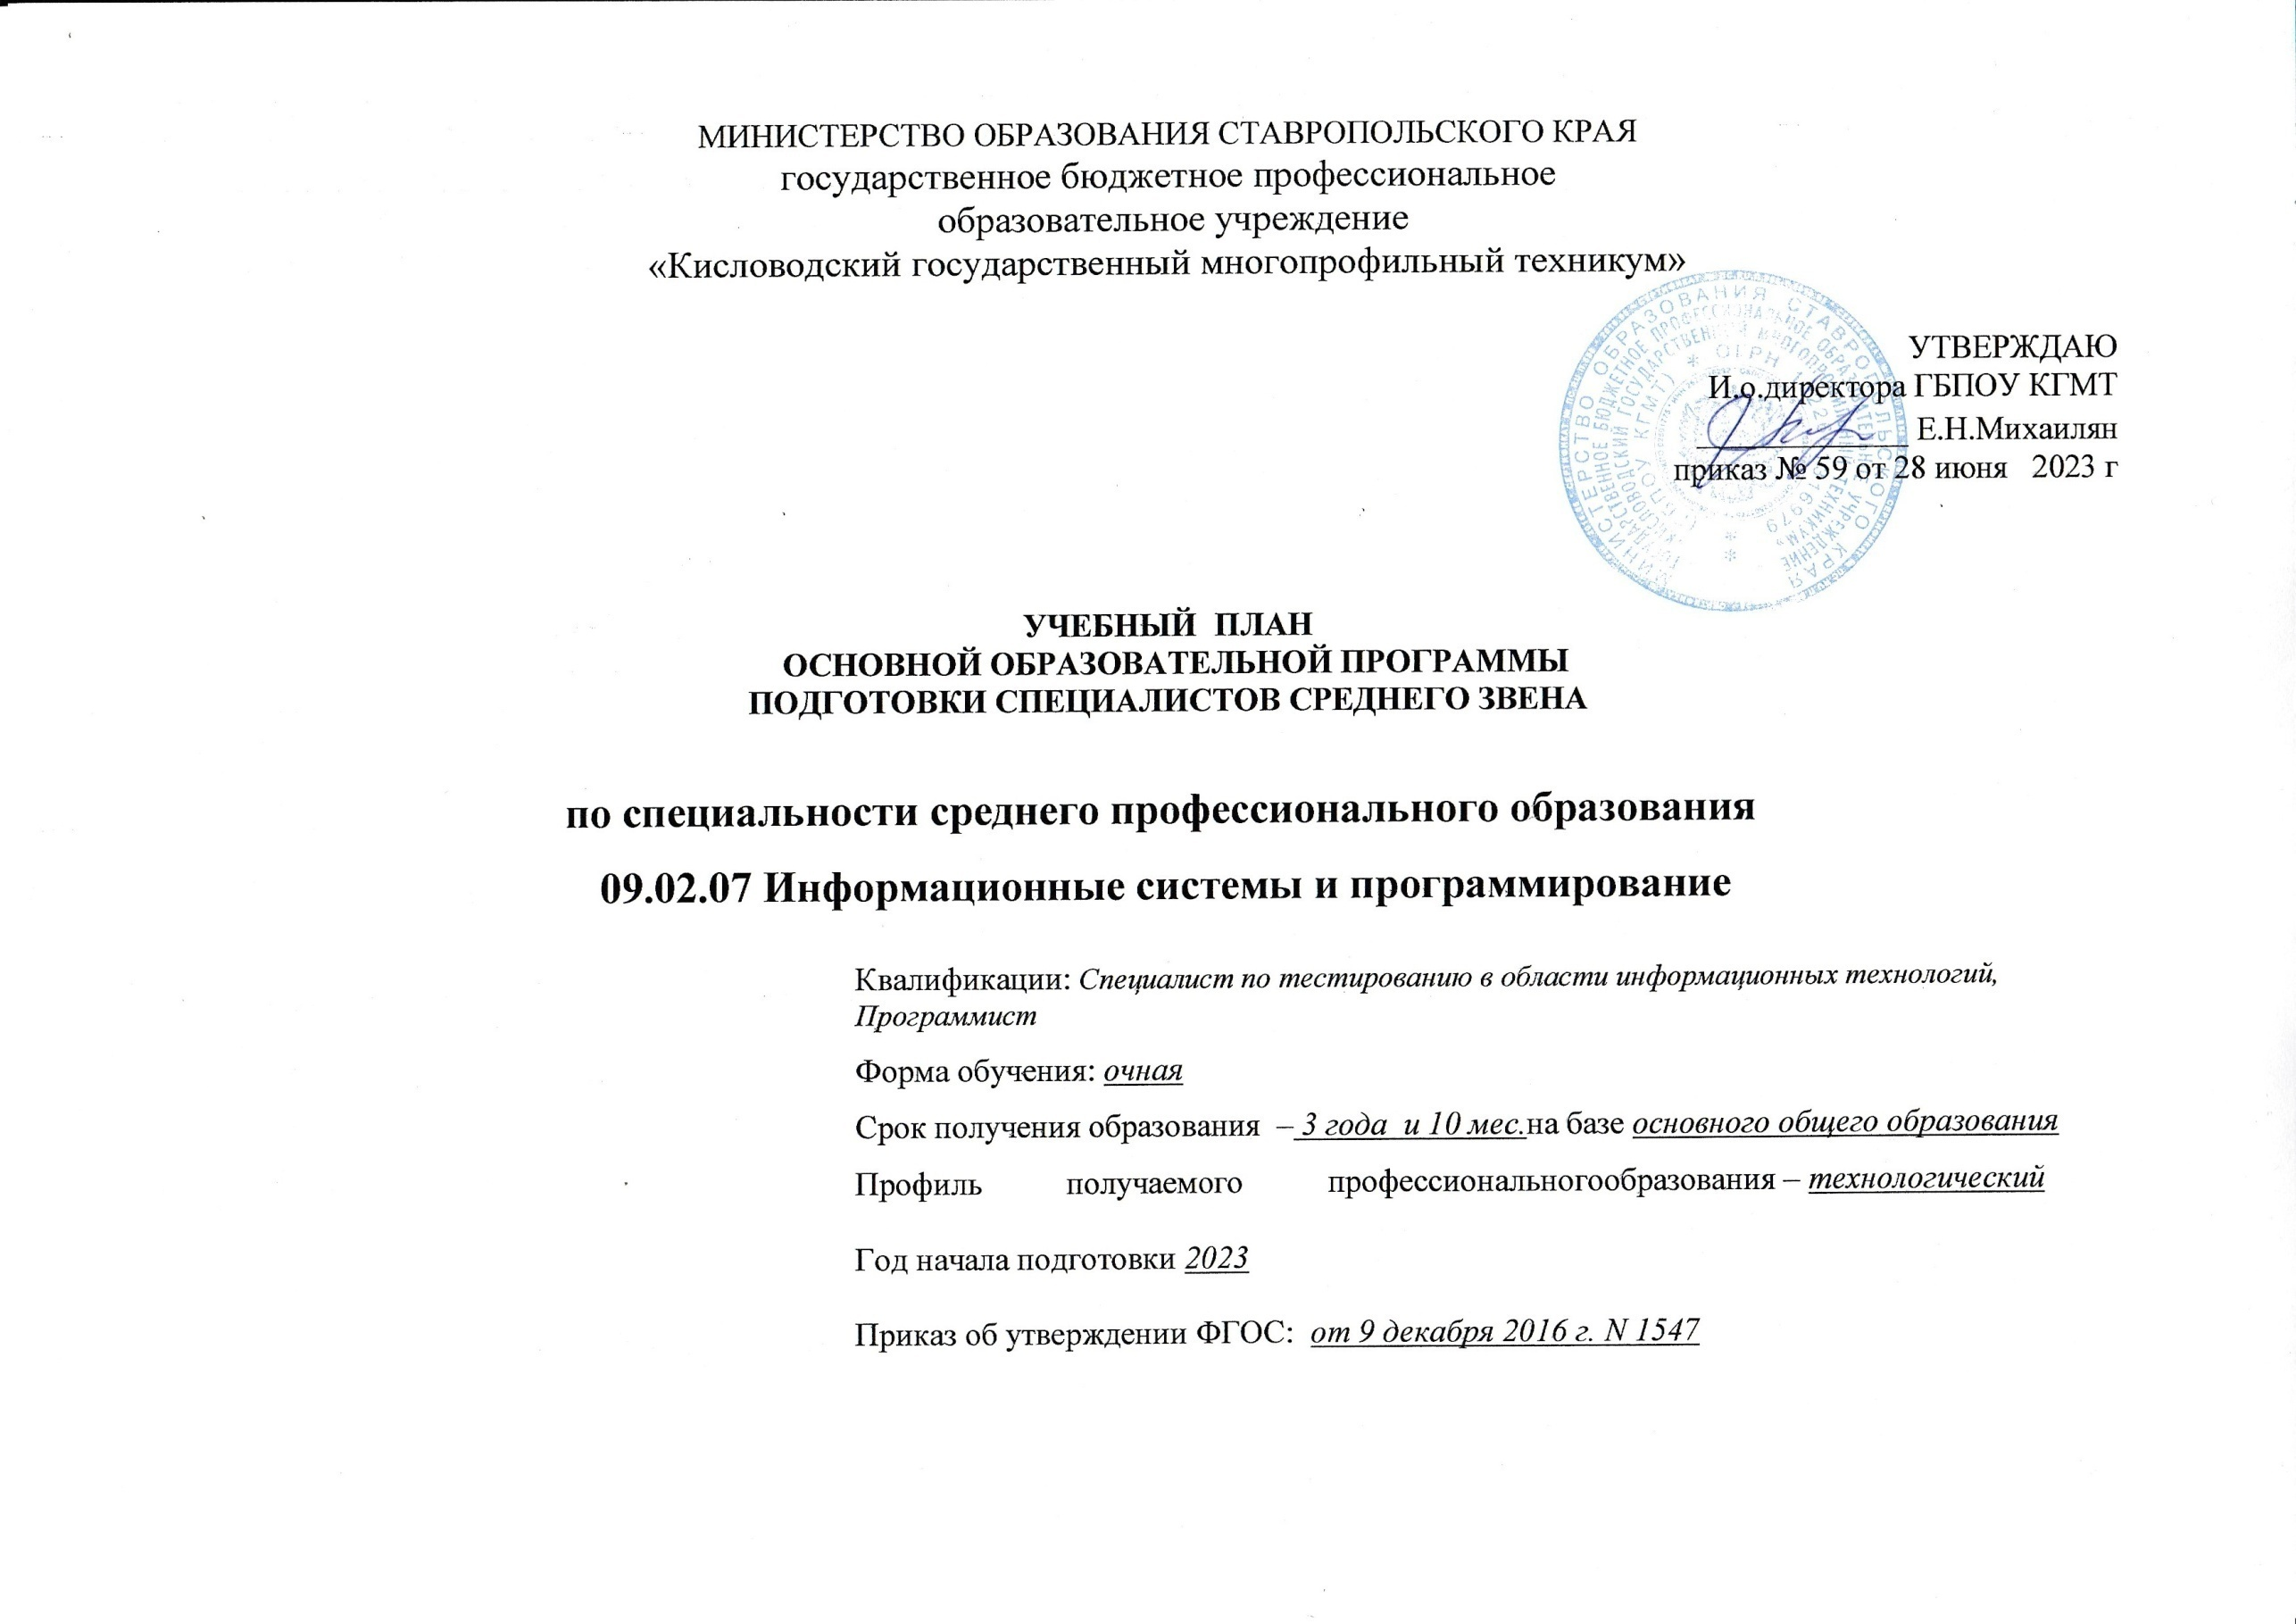 МИНИСТЕРСТВО ОБРАЗОВАНИЯ СТАВРОПОЛЬСКОГО КРАЯ
государственное бюджетное профессиональное
образовательное учреждение
«Кисловодский государственный многопрофильный техникум»
УТВЕРЖДАЮ
И.о.директора ГБПОУ КГМТ
Е.Н.Михаилян
приказ № 59 от 28 июня 2023 г
МИНИСТЕРСТВО ОБРАЗОВАНИЯ СТАВРОПОЛЬСКОГО КРАЯ
УЧЕБНЫЙ ПЛАН
ОСНОВНОЙ ОБРАЗОВАТЕЛЬНОЙ ПРОГРАММЫ
ПОДГОТОВКИ СПЕЦИАЛИСТОВ СРЕДНЕГО ЗВЕНА
по специальности среднего профессионального образования
09.02.07 Информационные системы и программирование
Квалификации: Специалист по тестированию в области информационных технологий,
Программист
Форма обучения: очная
Срок получения образования – 3 года и 10 мес.на базе основного общего образования
Профиль получаемого профессиональногообразования – технологический
Год начала подготовки 2023
Приказ об утверждении ФГОС: от 9 декабря 2016 г. N 1547